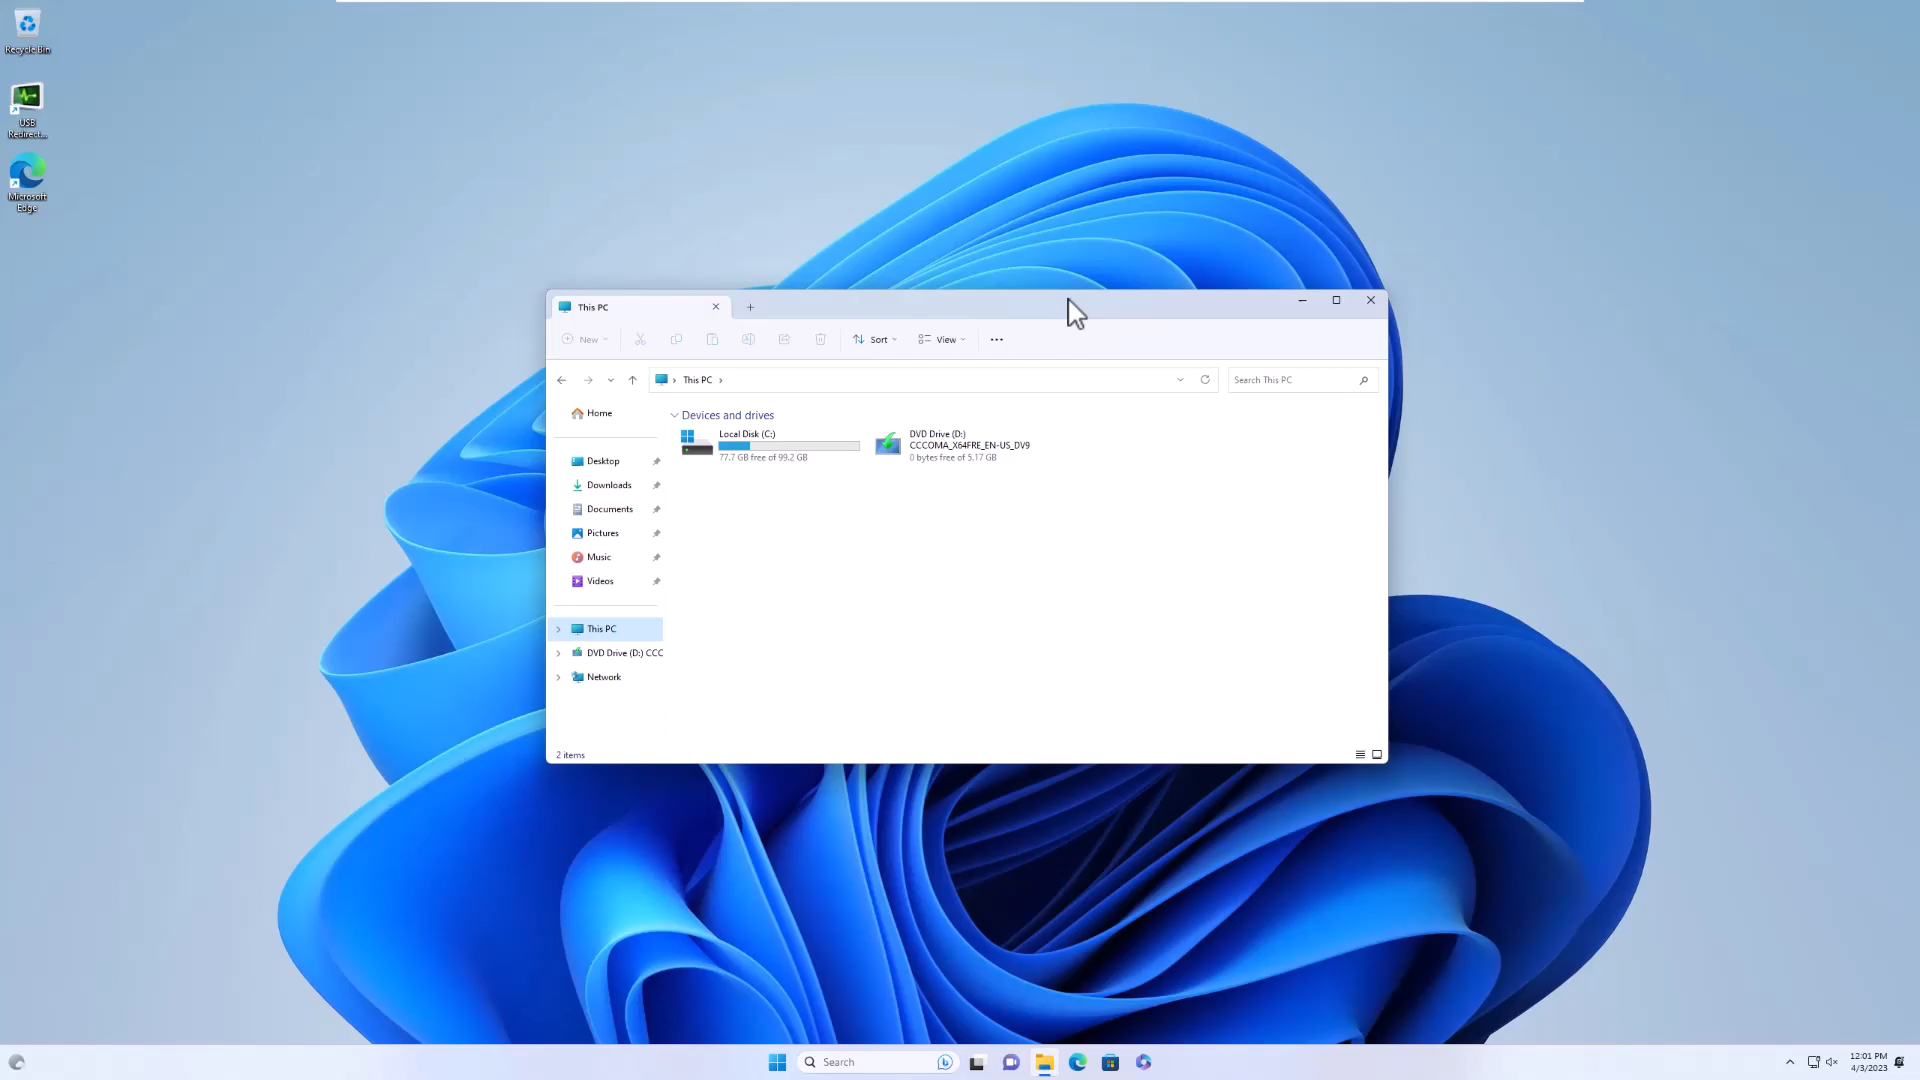 Recycle Bin
USB
Redirect...
Microsoft
Edge
This PC
New
Sort
View
This PC
Search This PC
Home
Desktop
Downloads
Documents
Pictures
Music
Videos
This PC
DVD Drive (D:) CCC
Network
Devices and drives
Local Disk (C:)
77.7 GB free of 99.2 GB
DVD Drive (D:)
CCCOMA_X64FRE_EN-US_DV9
0 bytes free of 5.17 GB
2 items
Search
12:01 PM
4/3/2023